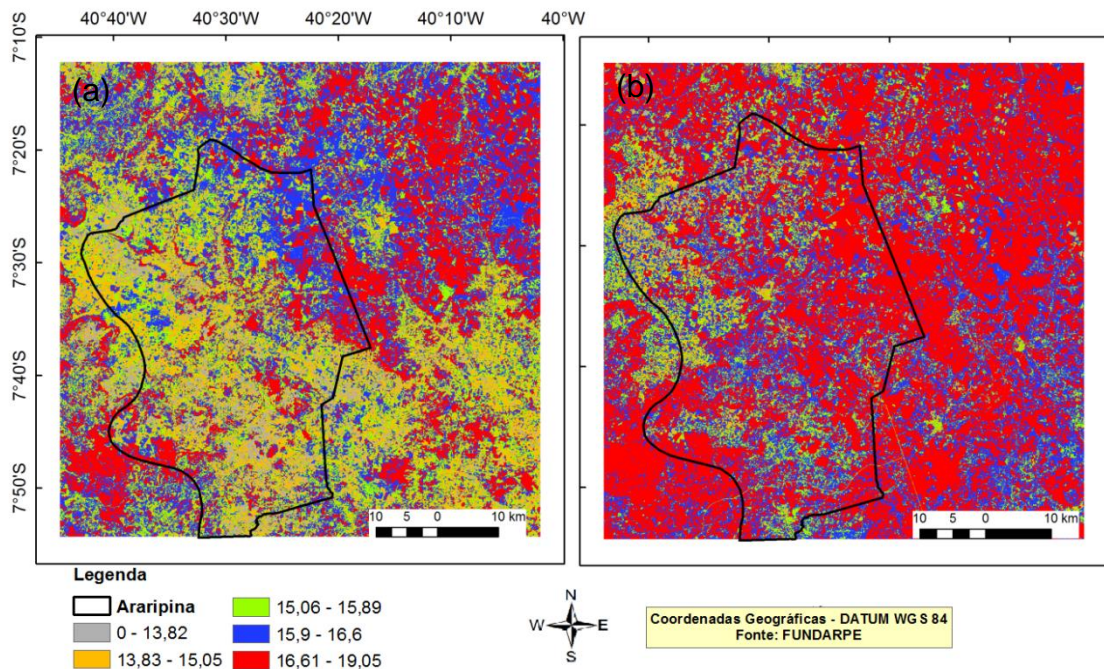 40°40'W 40°30'W 40°20'W 40°'W
7°10'S
7°20'S
7°30'S
7°40'S
7°50'S
(a)
(b)
10 5 0 10 km
10 5 0 10 km
Legenda
Araripina
0 - 13,82
13,83 - 15,05
15,06 - 15,89
15,9 - 16,6
16,61 - 19,05
N
W E
S
Coordenadas Geográficas - DATUM WGS 84
Fonte: FUNDARPE